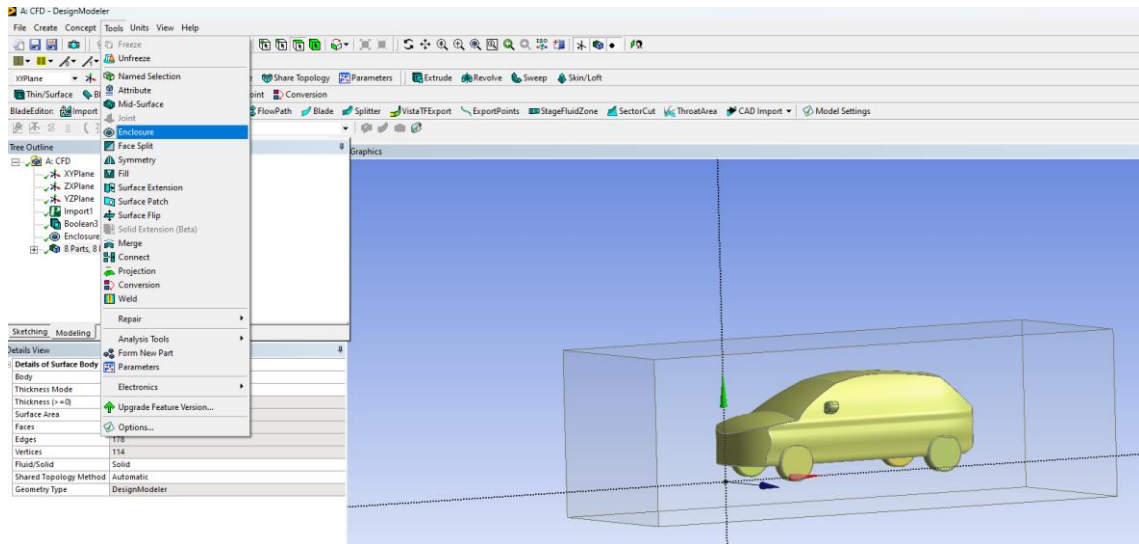 A: CFD - DesignModeler
File Create Concept Tools Units View Help
Freeze
Unfreeze
XYPlane
Named Selection
Share Topology Parameters Extrude Revolve Sweep Skin/Loft
Thin/Surface
Attribute
Conversion
Mid-Surface
BladeEditor: Import
FlowPath Blade Splitter VistaTFExport ExportPoints StageFluidZone SectorCut ThroatArea CAD Import Model Settings
Joint
Enclosure
Tree Outline
Face Split
Graphics
A: CFD
Symmetry
XYPlane
Fill
ZXPlane
Surface Extension
YZPlane
Surface Patch
Import1
Surface Flip
Boolean3
Solid Extension (Beta)
Enclosure
Merge
8 Parts, 8
Connect
Projection
Conversion
Weld
Repair
Sketching Modeling
Analysis Tools
Details View
Form New Part
Details of Surface Body
Parameters
Body
Thickness Mode
Electronics
Thickness (>=0)
Upgrade Feature Version...
Surface Area
Faces
Options...
Edges 178
Vertices 114
Fluid/Solid Solid
Shared Topology Method Automatic
Geometry Type DesignModeler